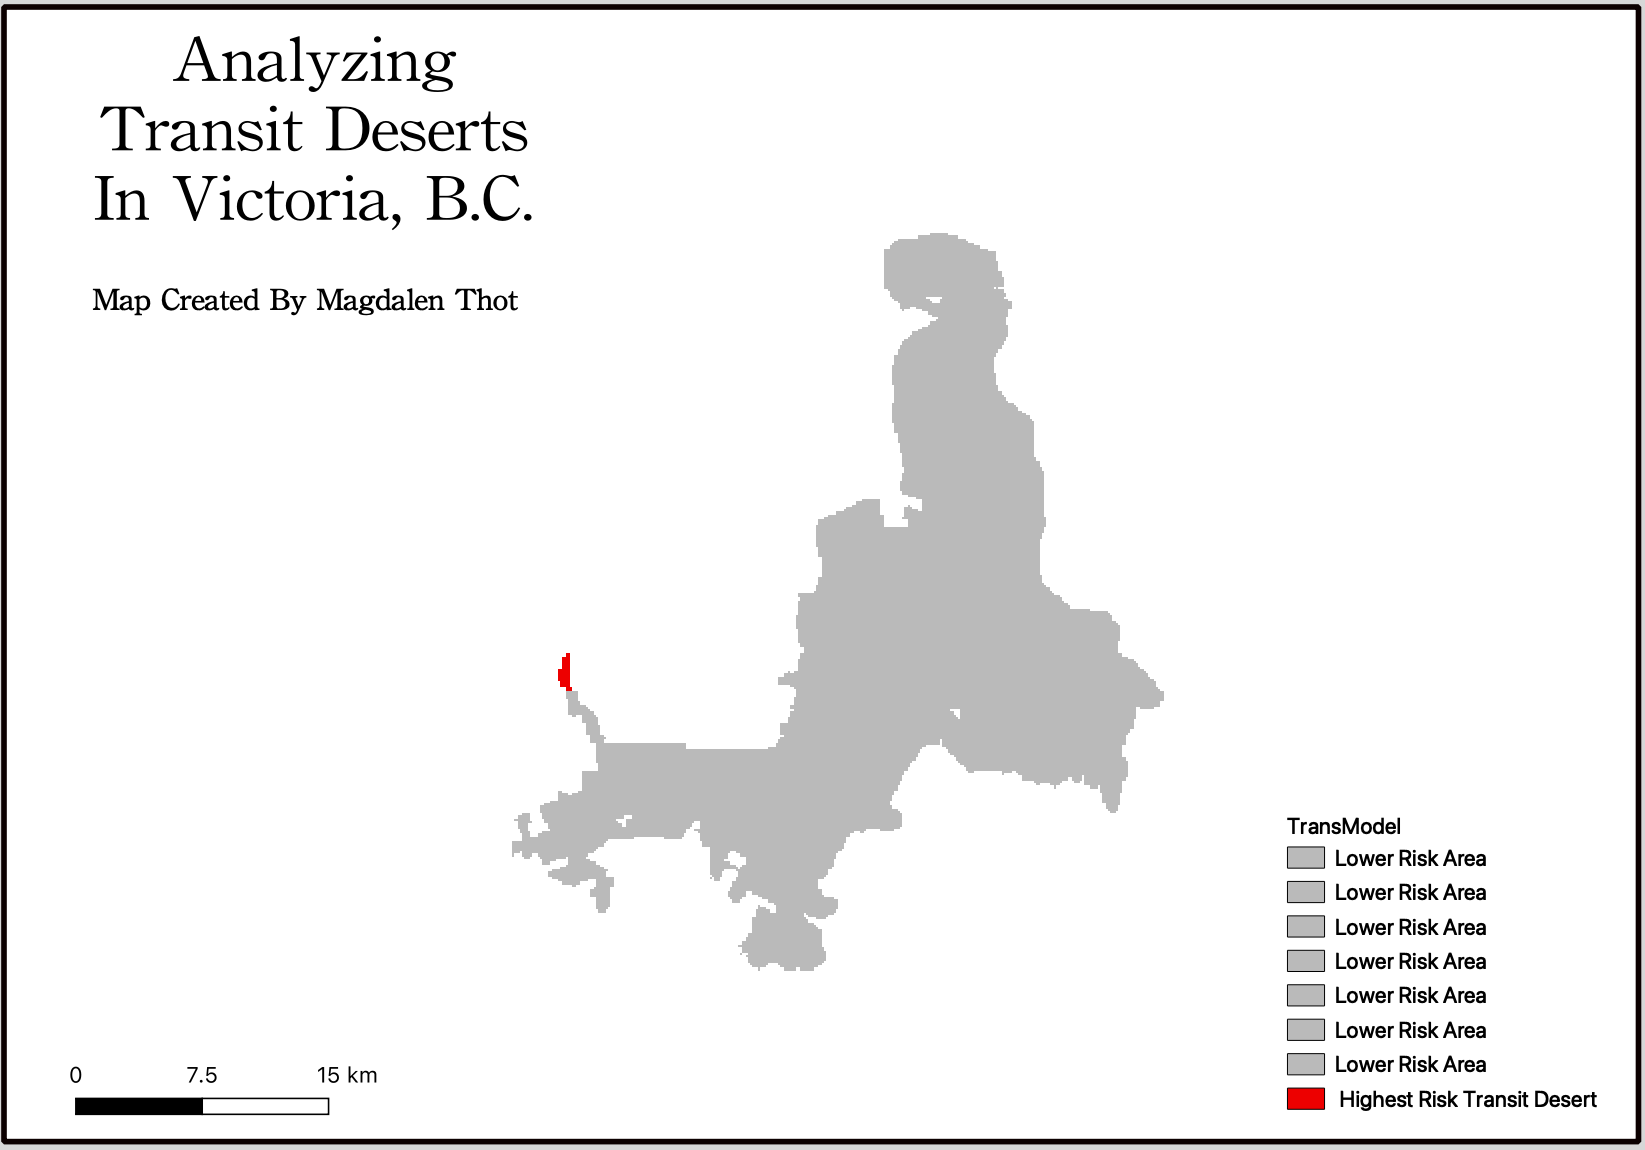 Analyzing
Transit Deserts
In Victoria, B.C.
Map Created By Magdalen Thot
TransModel
Lower Risk Area
Lower Risk Area
Lower Risk Area
Lower Risk Area
Lower Risk Area
Lower Risk Area
Lower Risk Area
Highest Risk Transit Desert
0 7.5 15 km